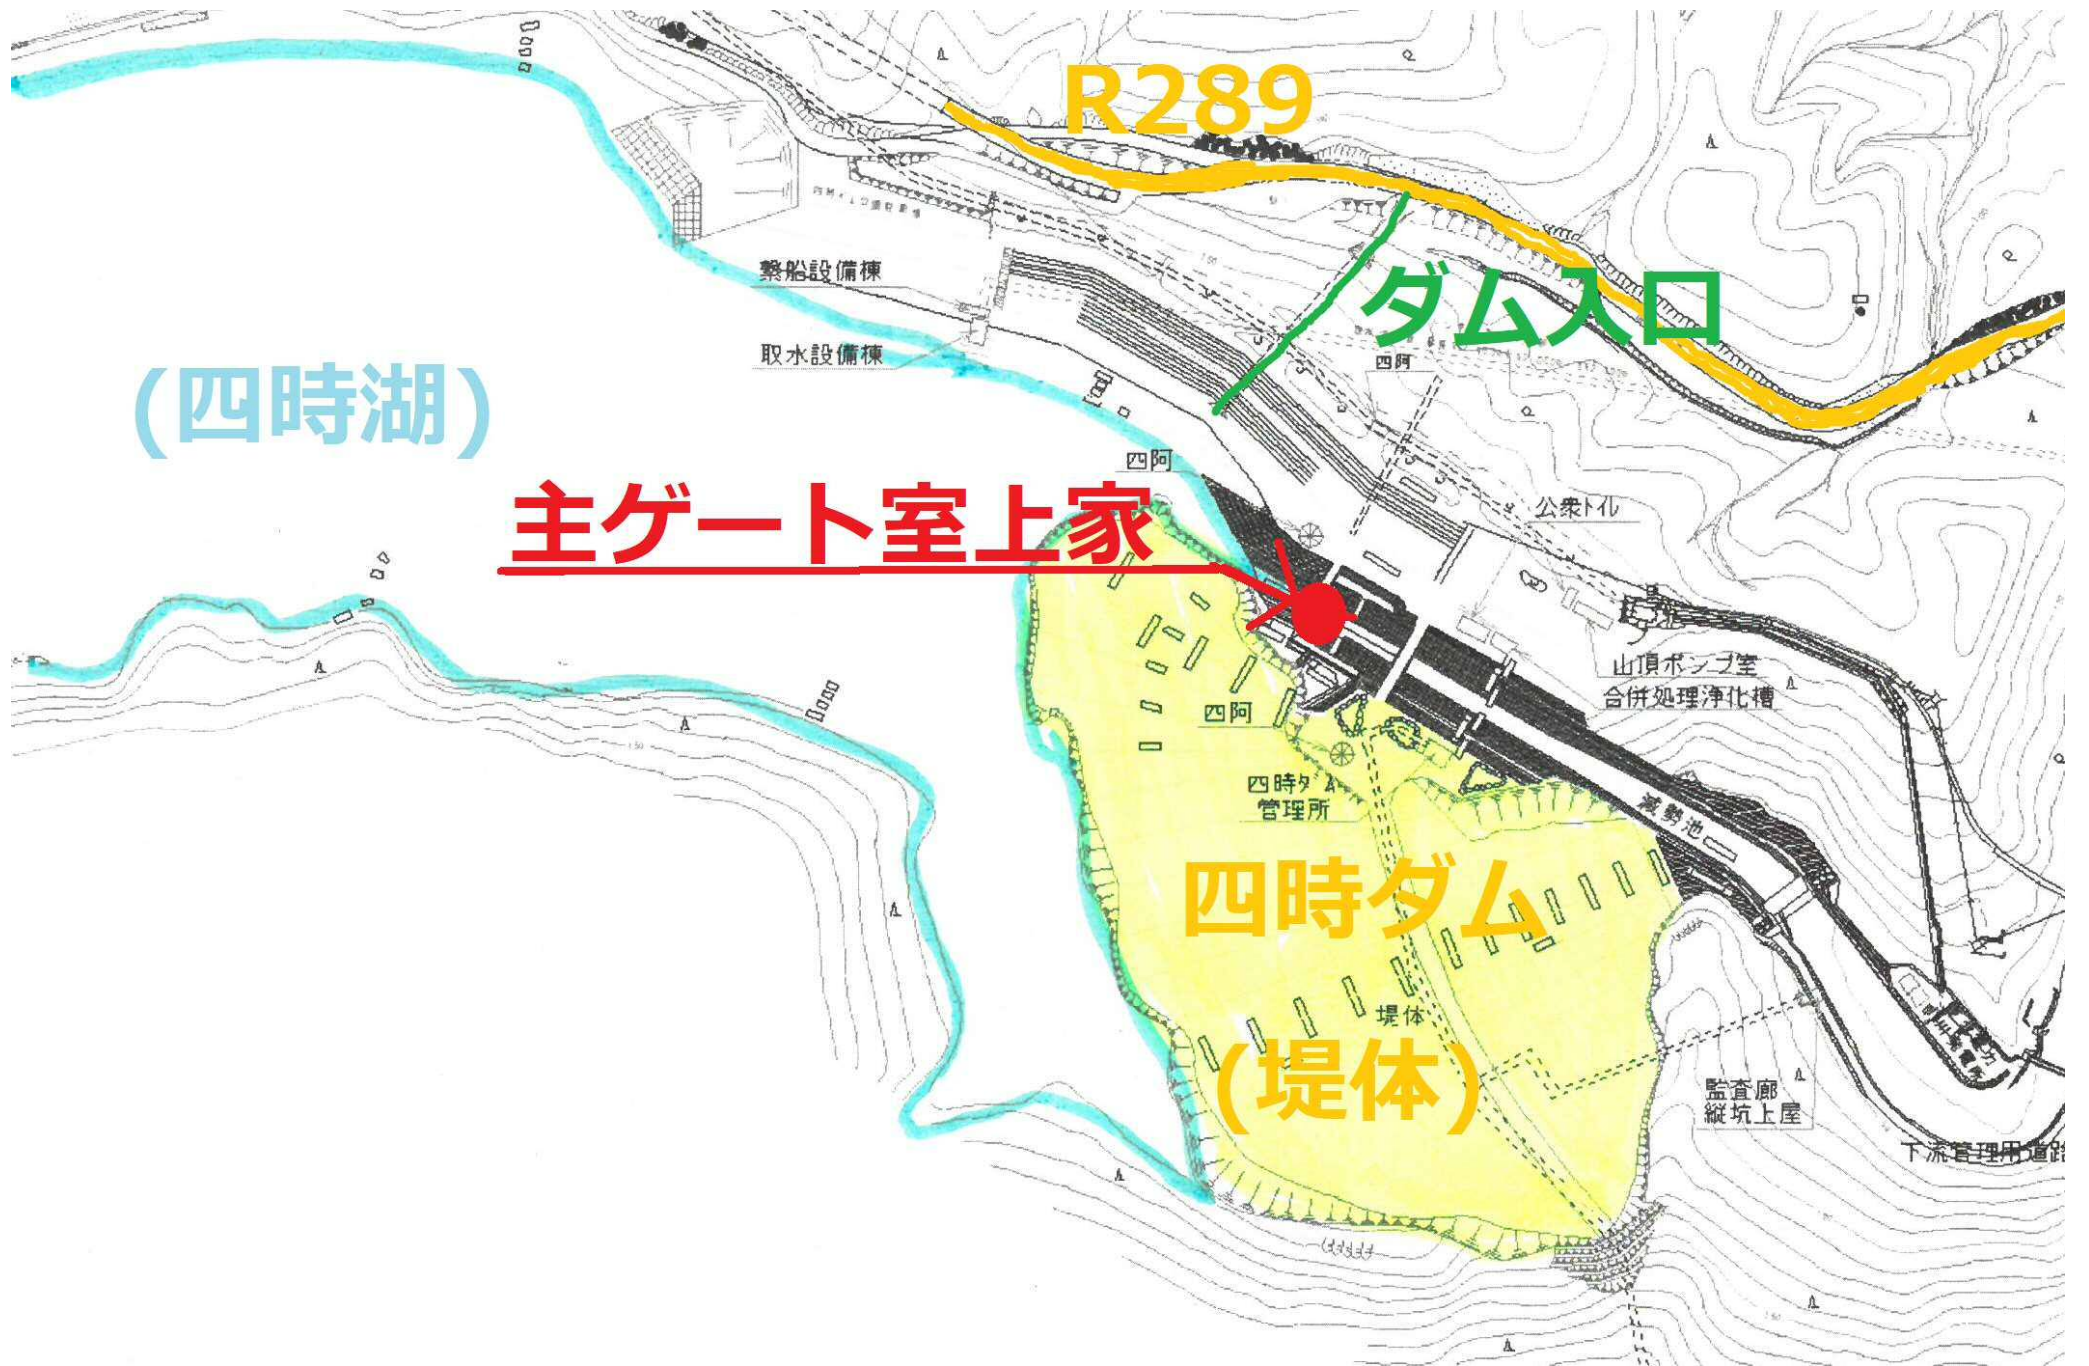 R289
繋船設備棟
ダム入口
取水設備棟
四阿
(四時湖)
四阿
主ゲート室上家
公衆トイレ
山頂ポンプ室
合併処理浄化槽
四阿
四時ダム
管理所
減勢池
四時ダム
堤体
(堤体)
監査廊
縦坑上屋
下流管理用道路